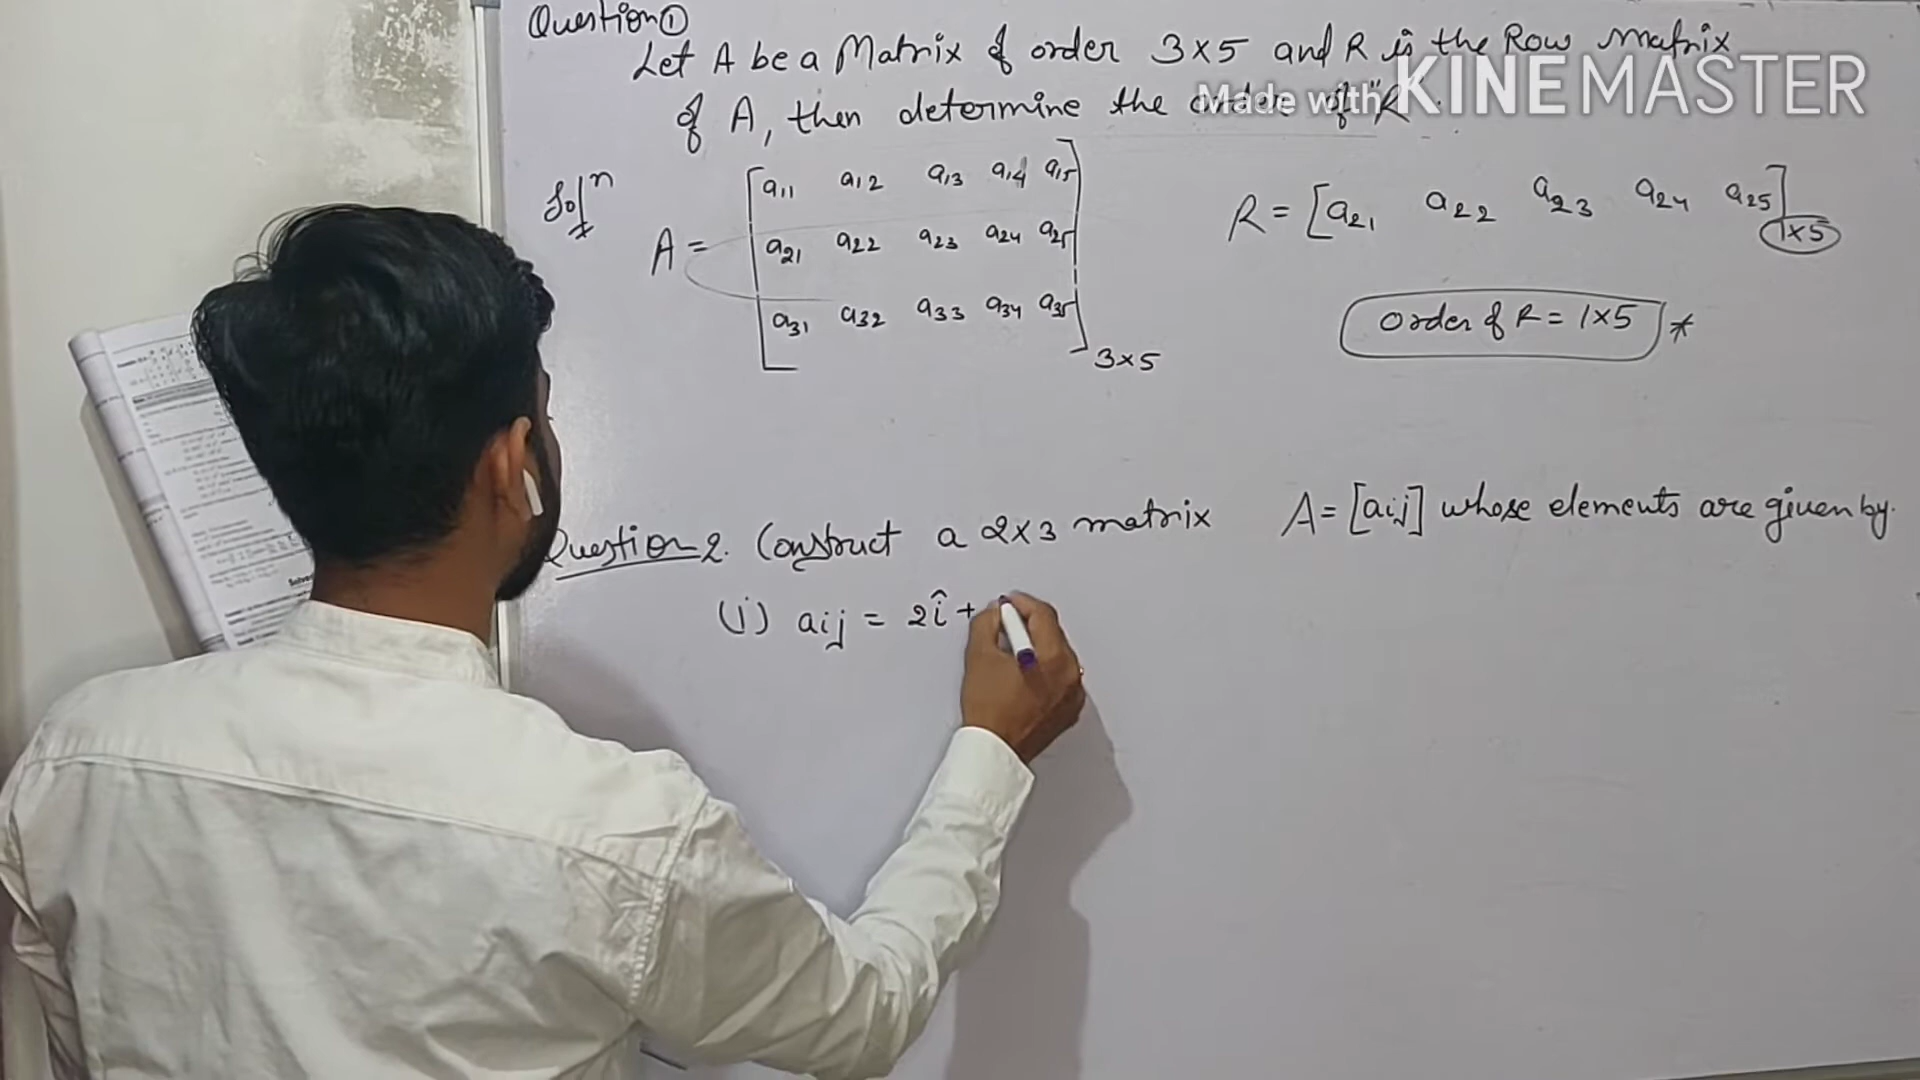 Question ①
Let A be a Matrix of order 3×5 and R is the Row matrix
of A, then determine the order of "R".
Made with KINEMASTER
Solⁿ
A = [a11 a12 a13 a14 a15
a21 a22 a23 a24 a25
a31 a32 a33 a34 a35] 3×5
R = [a21 a22 a23 a24 a25] 1×5
Order of R = 1×5 *
Question 2. Construct a 2×3 matrix A = [aij] whose elements are given by.
(i) aij = 2i +